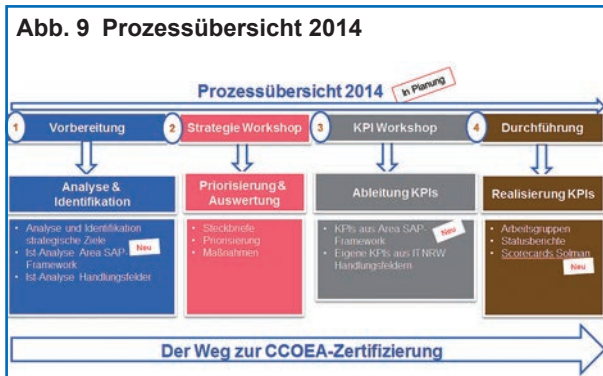 Abb. 9 Prozessübersicht 2014
Prozessübersicht 2014
In Planung
1 Vorbereitung
2 Strategie Workshop
3 KPI Workshop
4 Durchführung
Analyse &
Identifikation
Priorisierung &
Auswertung
Ableitung KPIs
Realisierung KPIs
• Analyse und Identifikation
strategische Ziele
• Ist-Analyse Area SAP-
Framework
Neu
• Ist-Analyse Handlungsfelder
• Steckbriefe
• Priorisierung
• Maßnahmen
• KPIs aus Area SAP-
Framework
Neu
• Eigene KPIs aus ITNRW
Handlungsfeldern
• Arbeitsgruppen
• Statusberichte
• Scorecards Solman
Neu
Der Weg zur CCOEA-Zertifizierung